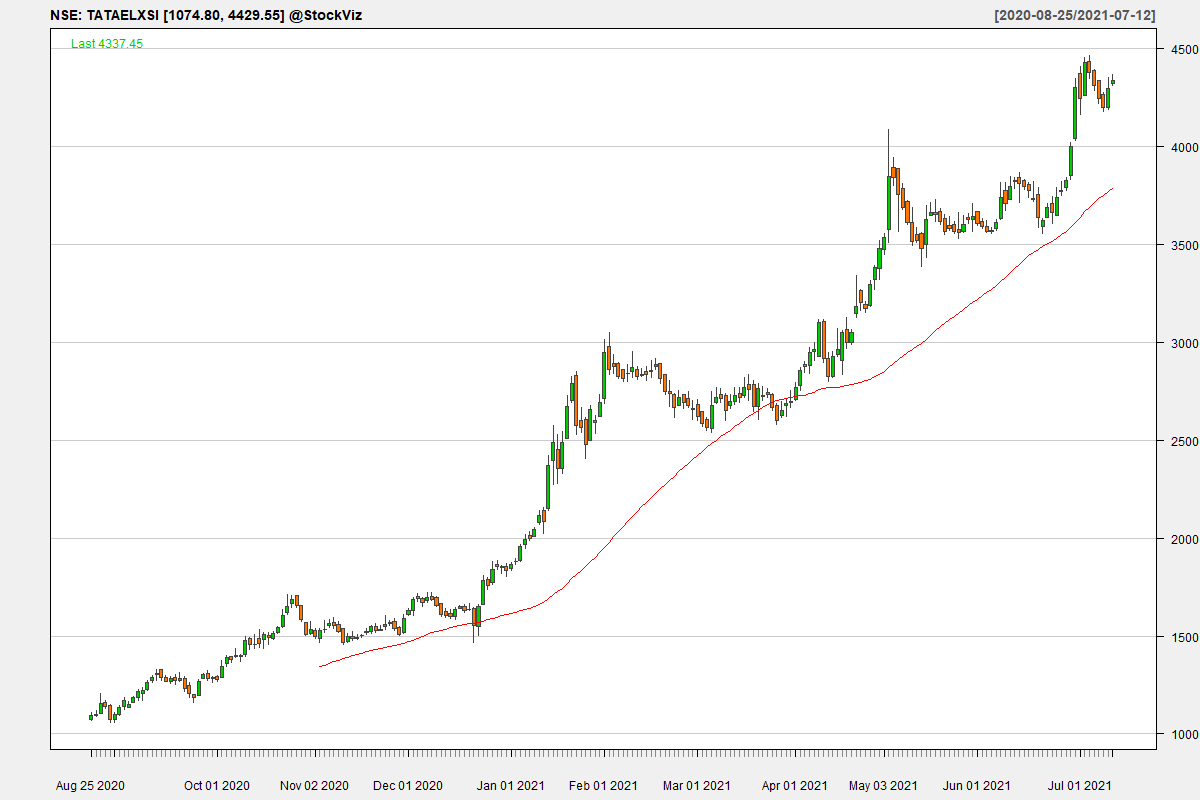 NSE: TATAELXSI [1074.80, 4429.55] @StockViz [2020-08-25/2021-07-12]
Last 4337.45
4500
4000
3500
3000
2500
2000
1500
1000
Aug 25 2020 Oct 01 2020 Nov 02 2020 Dec 01 2020 Jan 01 2021 Feb 01 2021 Mar 01 2021 Apr 01 2021 May 03 2021 Jun 01 2021 Jul 01 2021